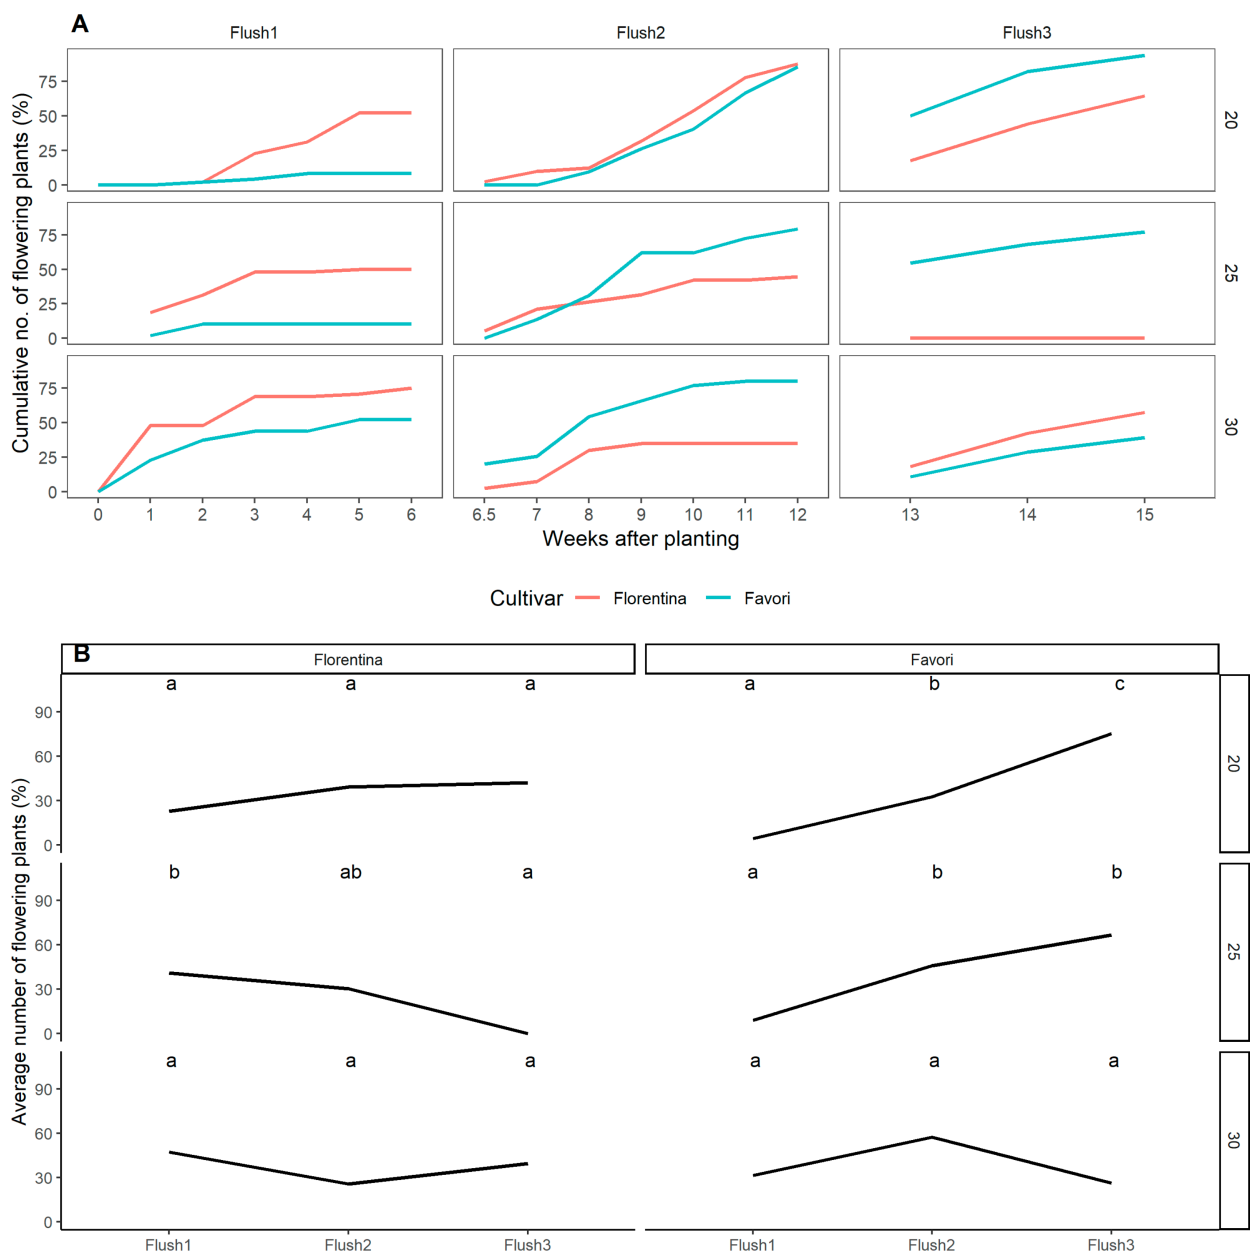 A
Flush1 Flush2 Flush3
Cumulative no. of flowering plants (%)
75
50
25
0
20
75
50
25
0
25
75
50
25
0
30
0 1 2 3 4 5 6 6.5 7 8 9 10 11 12 13 14 15
Weeks after planting
Cultivar Florentina Favori
B
Florentina Favori
Average number of flowering plants (%)
a a a a b c
90
60
30
0
20
b ab a a b b
90
60
30
0
25
a a a a a a
90
60
30
0
30
Flush1 Flush2 Flush3 Flush1 Flush2 Flush3